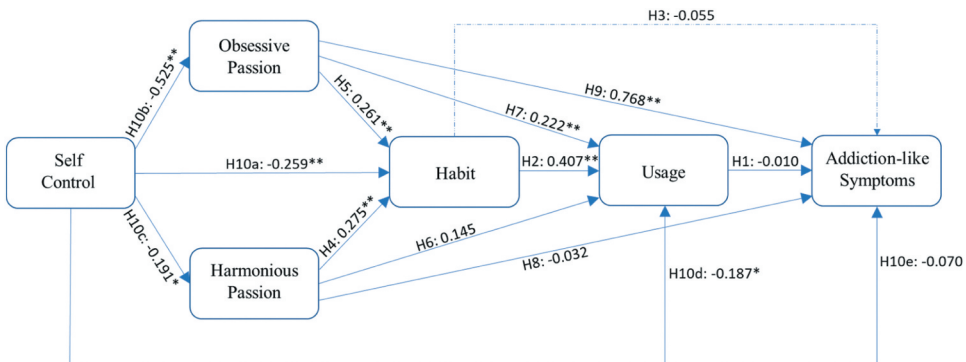 H3: -0.055
Obsessive
Passion
H10b: -0.525**
H5: 0.261**
H9: 0.768**
H7: 0.222**
Self
Control
H10a: -0.259**
Habit
H2: 0.407**
Usage
H1: -0.010
Addiction-like
Symptoms
H10c: -0.191*
H4: 0.275**
H6: 0.145
H8: -0.032
Harmonious
Passion
H10d: -0.187*
H10e: -0.070